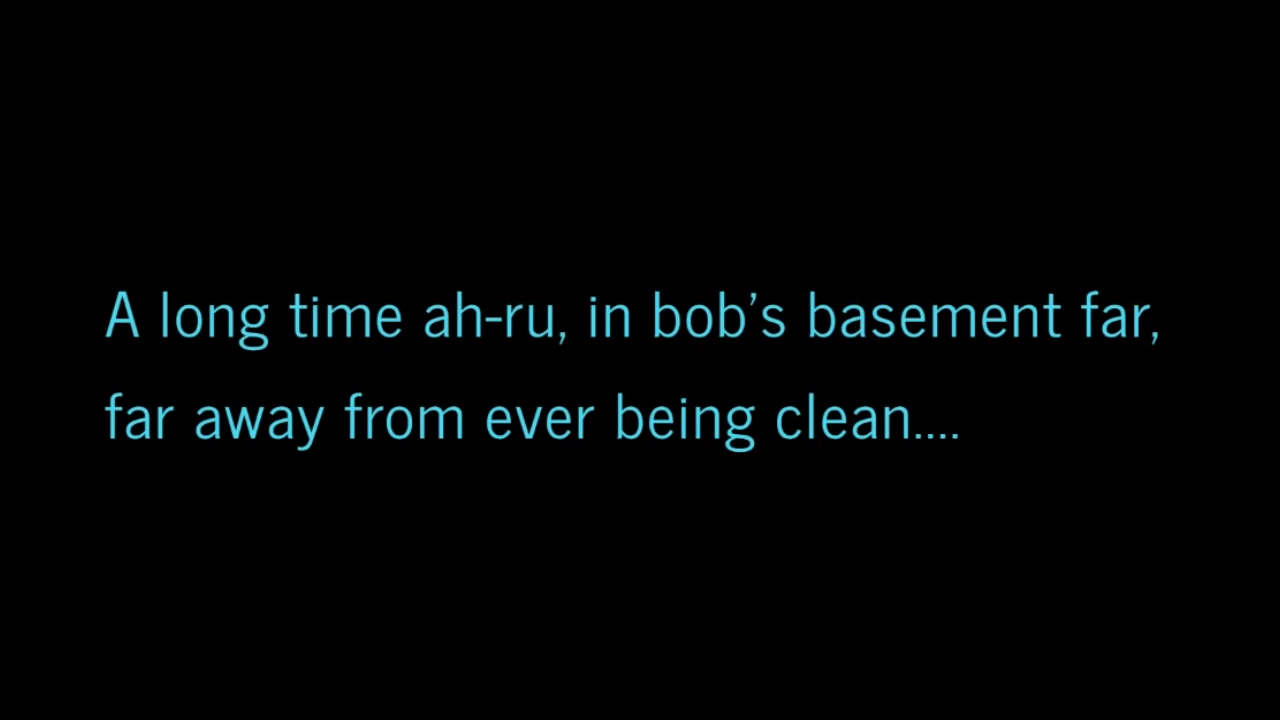 A long time ah-ru, in bob’s basement far,
far away from ever being clean....